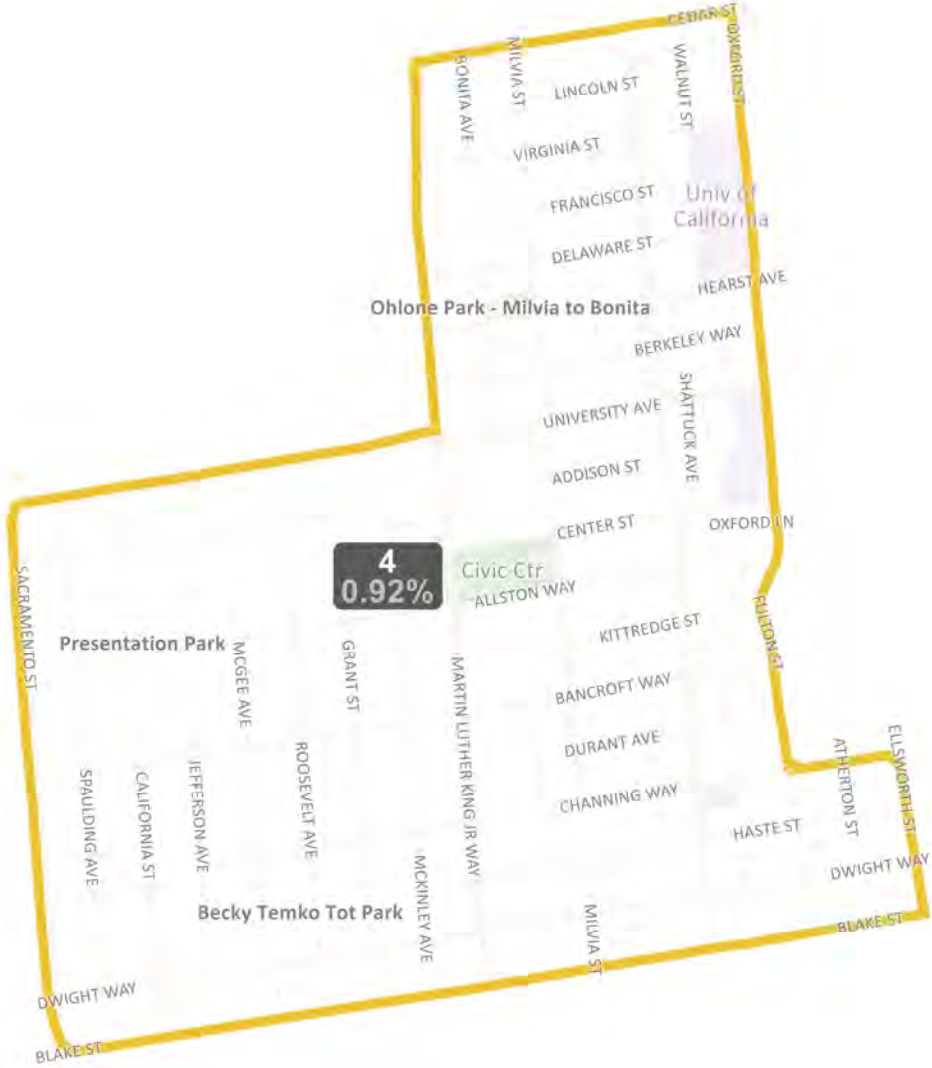 CEDAR ST
OXFORD ST
MILVIA ST
BONITA AVE
WALNUT ST
LINCOLN ST
VIRGINIA ST
FRANCISCO ST
Univ of
California
DELAWARE ST
HEARST AVE
Ohlone Park - Milvia to Bonita
BERKELEY WAY
SHATTUCK AVE
UNIVERSITY AVE
ADDISON ST
CENTER ST
OXFORD LN
4
0.92%
Civic Ctr
ALLSTON WAY
SACRAMENTO ST
FULTON ST
KITTREDGE ST
Presentation Park
MCGEE AVE
GRANT ST
MARTIN LUTHER KING JR WAY
BANCROFT WAY
DURANT AVE
ELLSWORTH ST
ATHERTON ST
ROOSEVELT AVE
JEFFERSON AVE
CALIFORNIA ST
SPAULDING AVE
CHANNING WAY
HASTE ST
MCKINLEY AVE
DWIGHT WAY
Becky Temko Tot Park
MILVIA ST
BLAKE ST
DWIGHT WAY
BLAKE ST